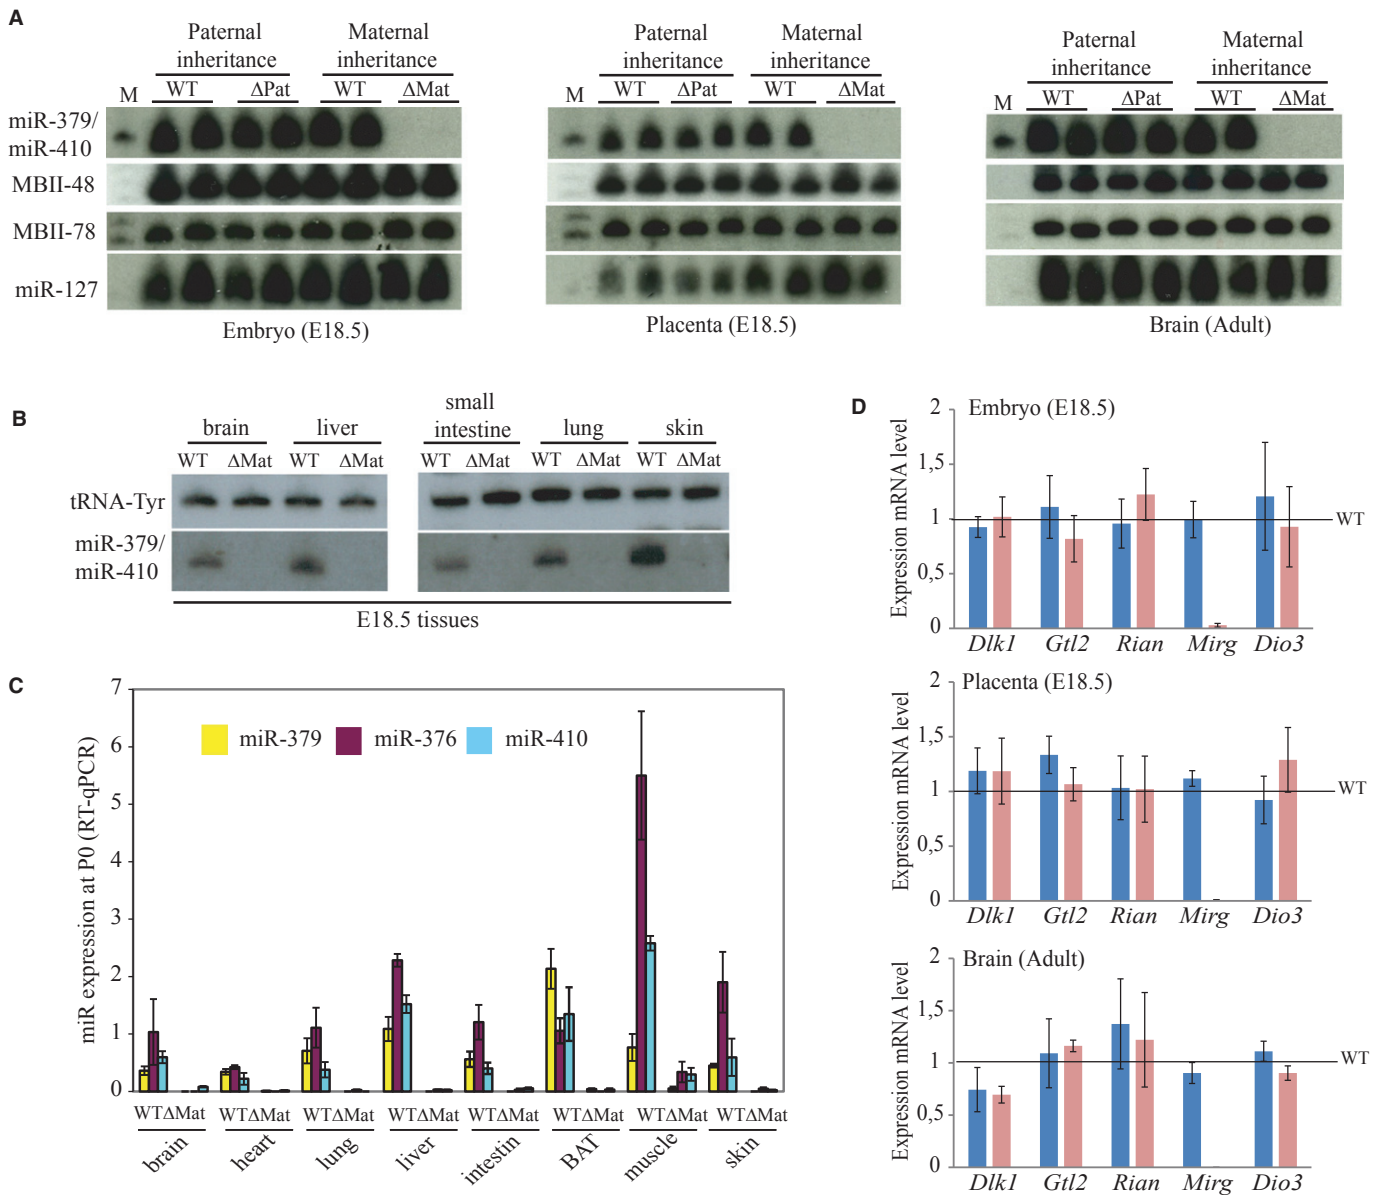 A
Paternal inheritance
Maternal inheritance
M WT ΔPat WT ΔMat
Paternal inheritance
Maternal inheritance
M WT ΔPat WT ΔMat
Paternal inheritance
Maternal inheritance
M WT ΔPat WT ΔMat
miR-379/
miR-410
MBII-48
MBII-78
miR-127
Embryo (E18.5)
Placenta (E18.5)
Brain (Adult)
B
brain liver small intestine lung skin
WT ΔMat WT ΔMat WT ΔMat WT ΔMat WT ΔMat
tRNA-Tyr
miR-379/
miR-410
E18.5 tissues
C
miR expression at P0 (RT-qPCR)
7
6
5
4
3
2
1
0
miR-379 miR-376 miR-410
WTΔMat WTΔMat WTΔMat WTΔMat WTΔMat WTΔMat WTΔMat WTΔMat
brain heart lung liver intestin BAT muscle skin
D
Embryo (E18.5)
Expression mRNA level
2
1,5
1
0,5
0
WT
Dlk1 Gtl2 Rian Mirg Dio3
Placenta (E18.5)
Expression mRNA level
2
1,5
1
0,5
0
WT
Dlk1 Gtl2 Rian Mirg Dio3
Brain (Adult)
Expression mRNA level
2
1,5
1
0,5
0
WT
Dlk1 Gtl2 Rian Mirg Dio3